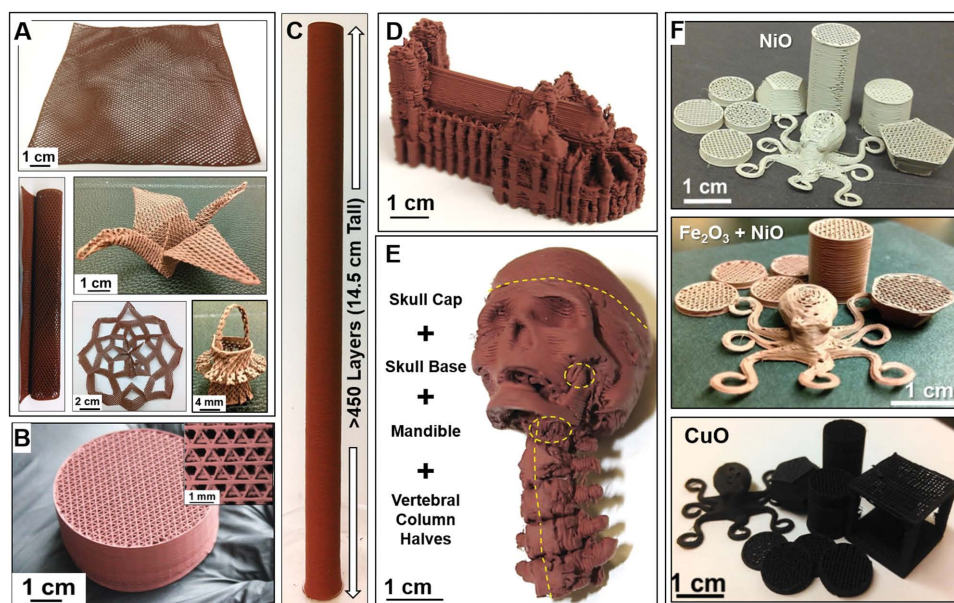 A
1 cm
1 cm
2 cm
4 mm
B
1 mm
1 cm
C
>450 Layers (14.5 cm Tall)
D
1 cm
E
Skull Cap
+
Skull Base
+
Mandible
+
Vertebral
Column
Halves
1 cm
F
NiO
1 cm
Fe₂O₃ + NiO
1 cm
CuO
1 cm